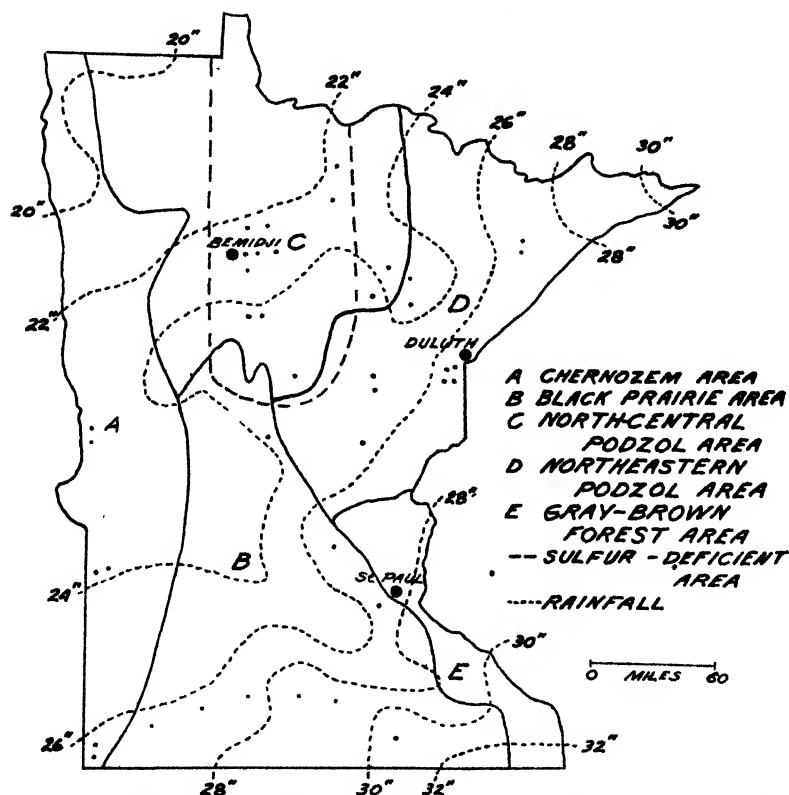 20"
22"
24"
26"
28"
30"
20"
30"
BEMIDJI C
28"
22"
D
DULUTH
A CHERNOZEM AREA
B BLACK PRAIRIE AREA
C NORTH-CENTRAL
PODZOL AREA
D NORTHEASTERN
PODZOL AREA
E GRAY-BROWN
FOREST AREA
-- SULFUR-DEFICIENT
AREA
----- RAINFALL
A
28"
B
St PAUL
24"
30"
E
0 MILES 60
26"
32"
28"
30"
32"